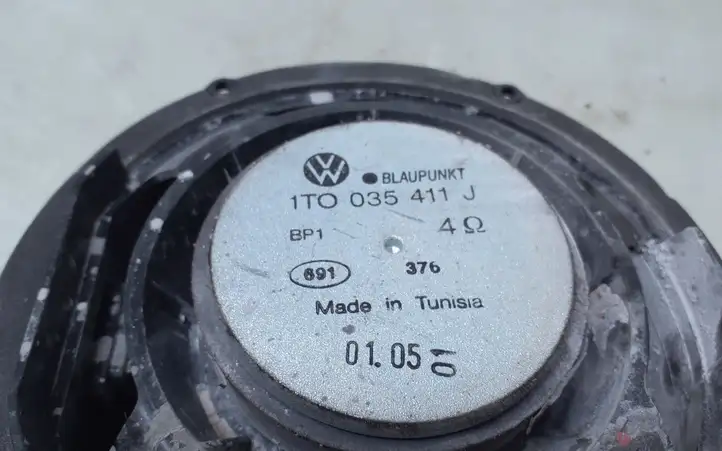 VW BLAUPUNKT
1TO 035 411 J
BP1 4Ω
691 376
Made in Tunisia
01.05 01